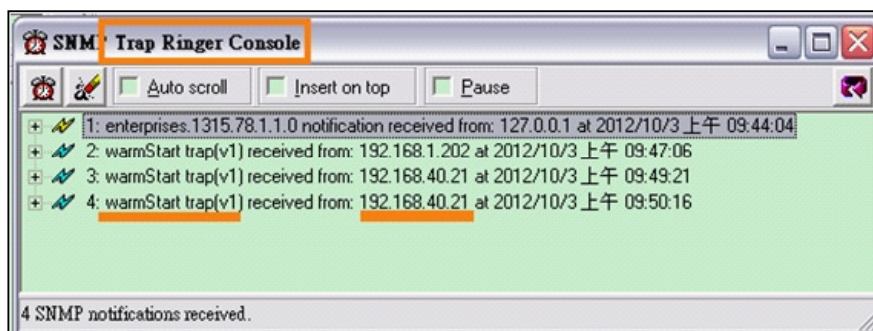 SNMP Trap Ringer Console
Auto scroll
Insert on top
Pause
1: enterprises.1315.78.1.1.0 notification received from: 127.0.0.1 at 2012/10/3 上午 09:44:04
2: warmStart trap(v1) received from: 192.168.1.202 at 2012/10/3 上午 09:47:06
3: warmStart trap(v1) received from: 192.168.40.21 at 2012/10/3 上午 09:49:21
4: warmStart trap(v1) received from: 192.168.40.21 at 2012/10/3 上午 09:50:16
4 SNMP notifications received.